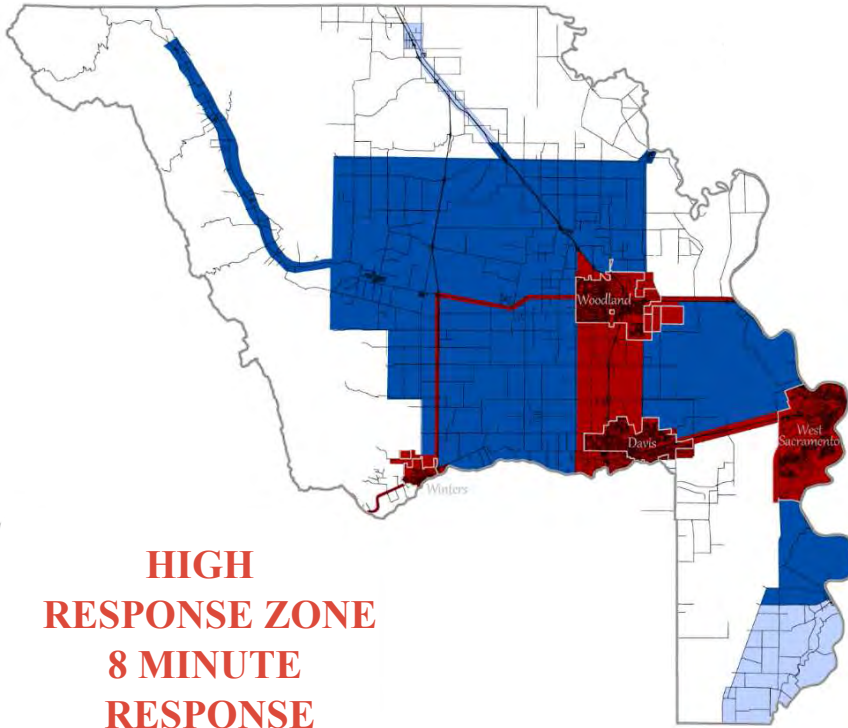 Woodland
Davis
West
Sacramento
Winters
HIGH
RESPONSE ZONE
8 MINUTE
RESPONSE